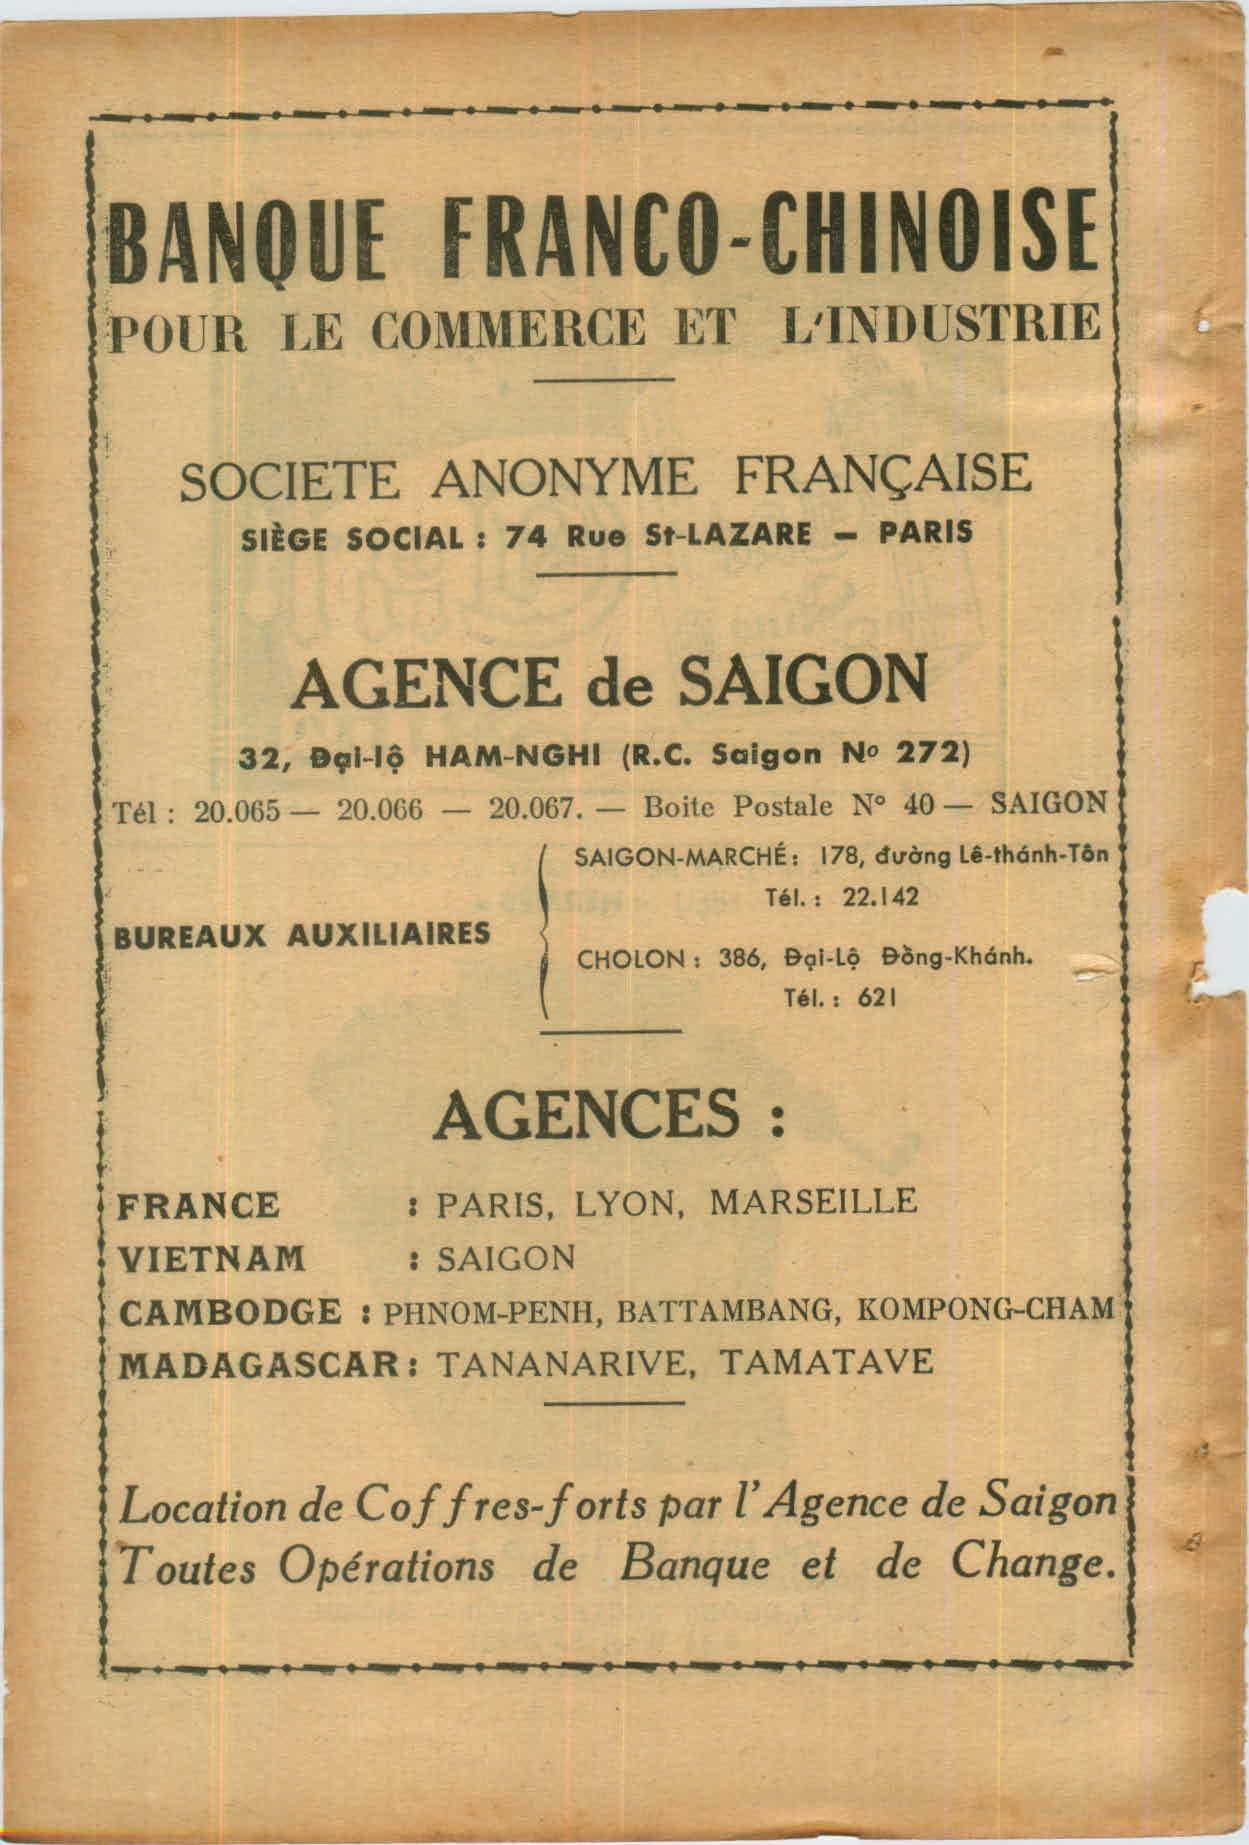 BANQUE FRANCO-CHINOISE
POUR LE COMMERCE ET L'INDUSTRIE
SOCIETE ANONYME FRANÇAISE
SIÈGE SOCIAL : 74 Rue St-LAZARE – PARIS
AGENCE de SAIGON
32, Đại-lộ HAM-NGHI (R.C. Saigon Nº 272)
Tél : 20.065 — 20.066 — 20.067. — Boite Postale N° 40 — SAIGON
BUREAUX AUXILIAIRES
SAIGON-MARCHÉ : 178, đường Lê-thánh-Tôn
Tél. : 22.142
CHOLON : 386, Đại-Lộ Đồng-Khánh.
Tél. : 621
AGENCES :
FRANCE : PARIS, LYON, MARSEILLE
VIETNAM : SAIGON
CAMBODGE : PHNOM-PENH, BATTAMBANG, KOMPONG-CHAM
MADAGASCAR : TANANARIVE, TAMATAVE
Location de Coffres-forts par l'Agence de Saigon
Toutes Opérations de Banque et de Change.